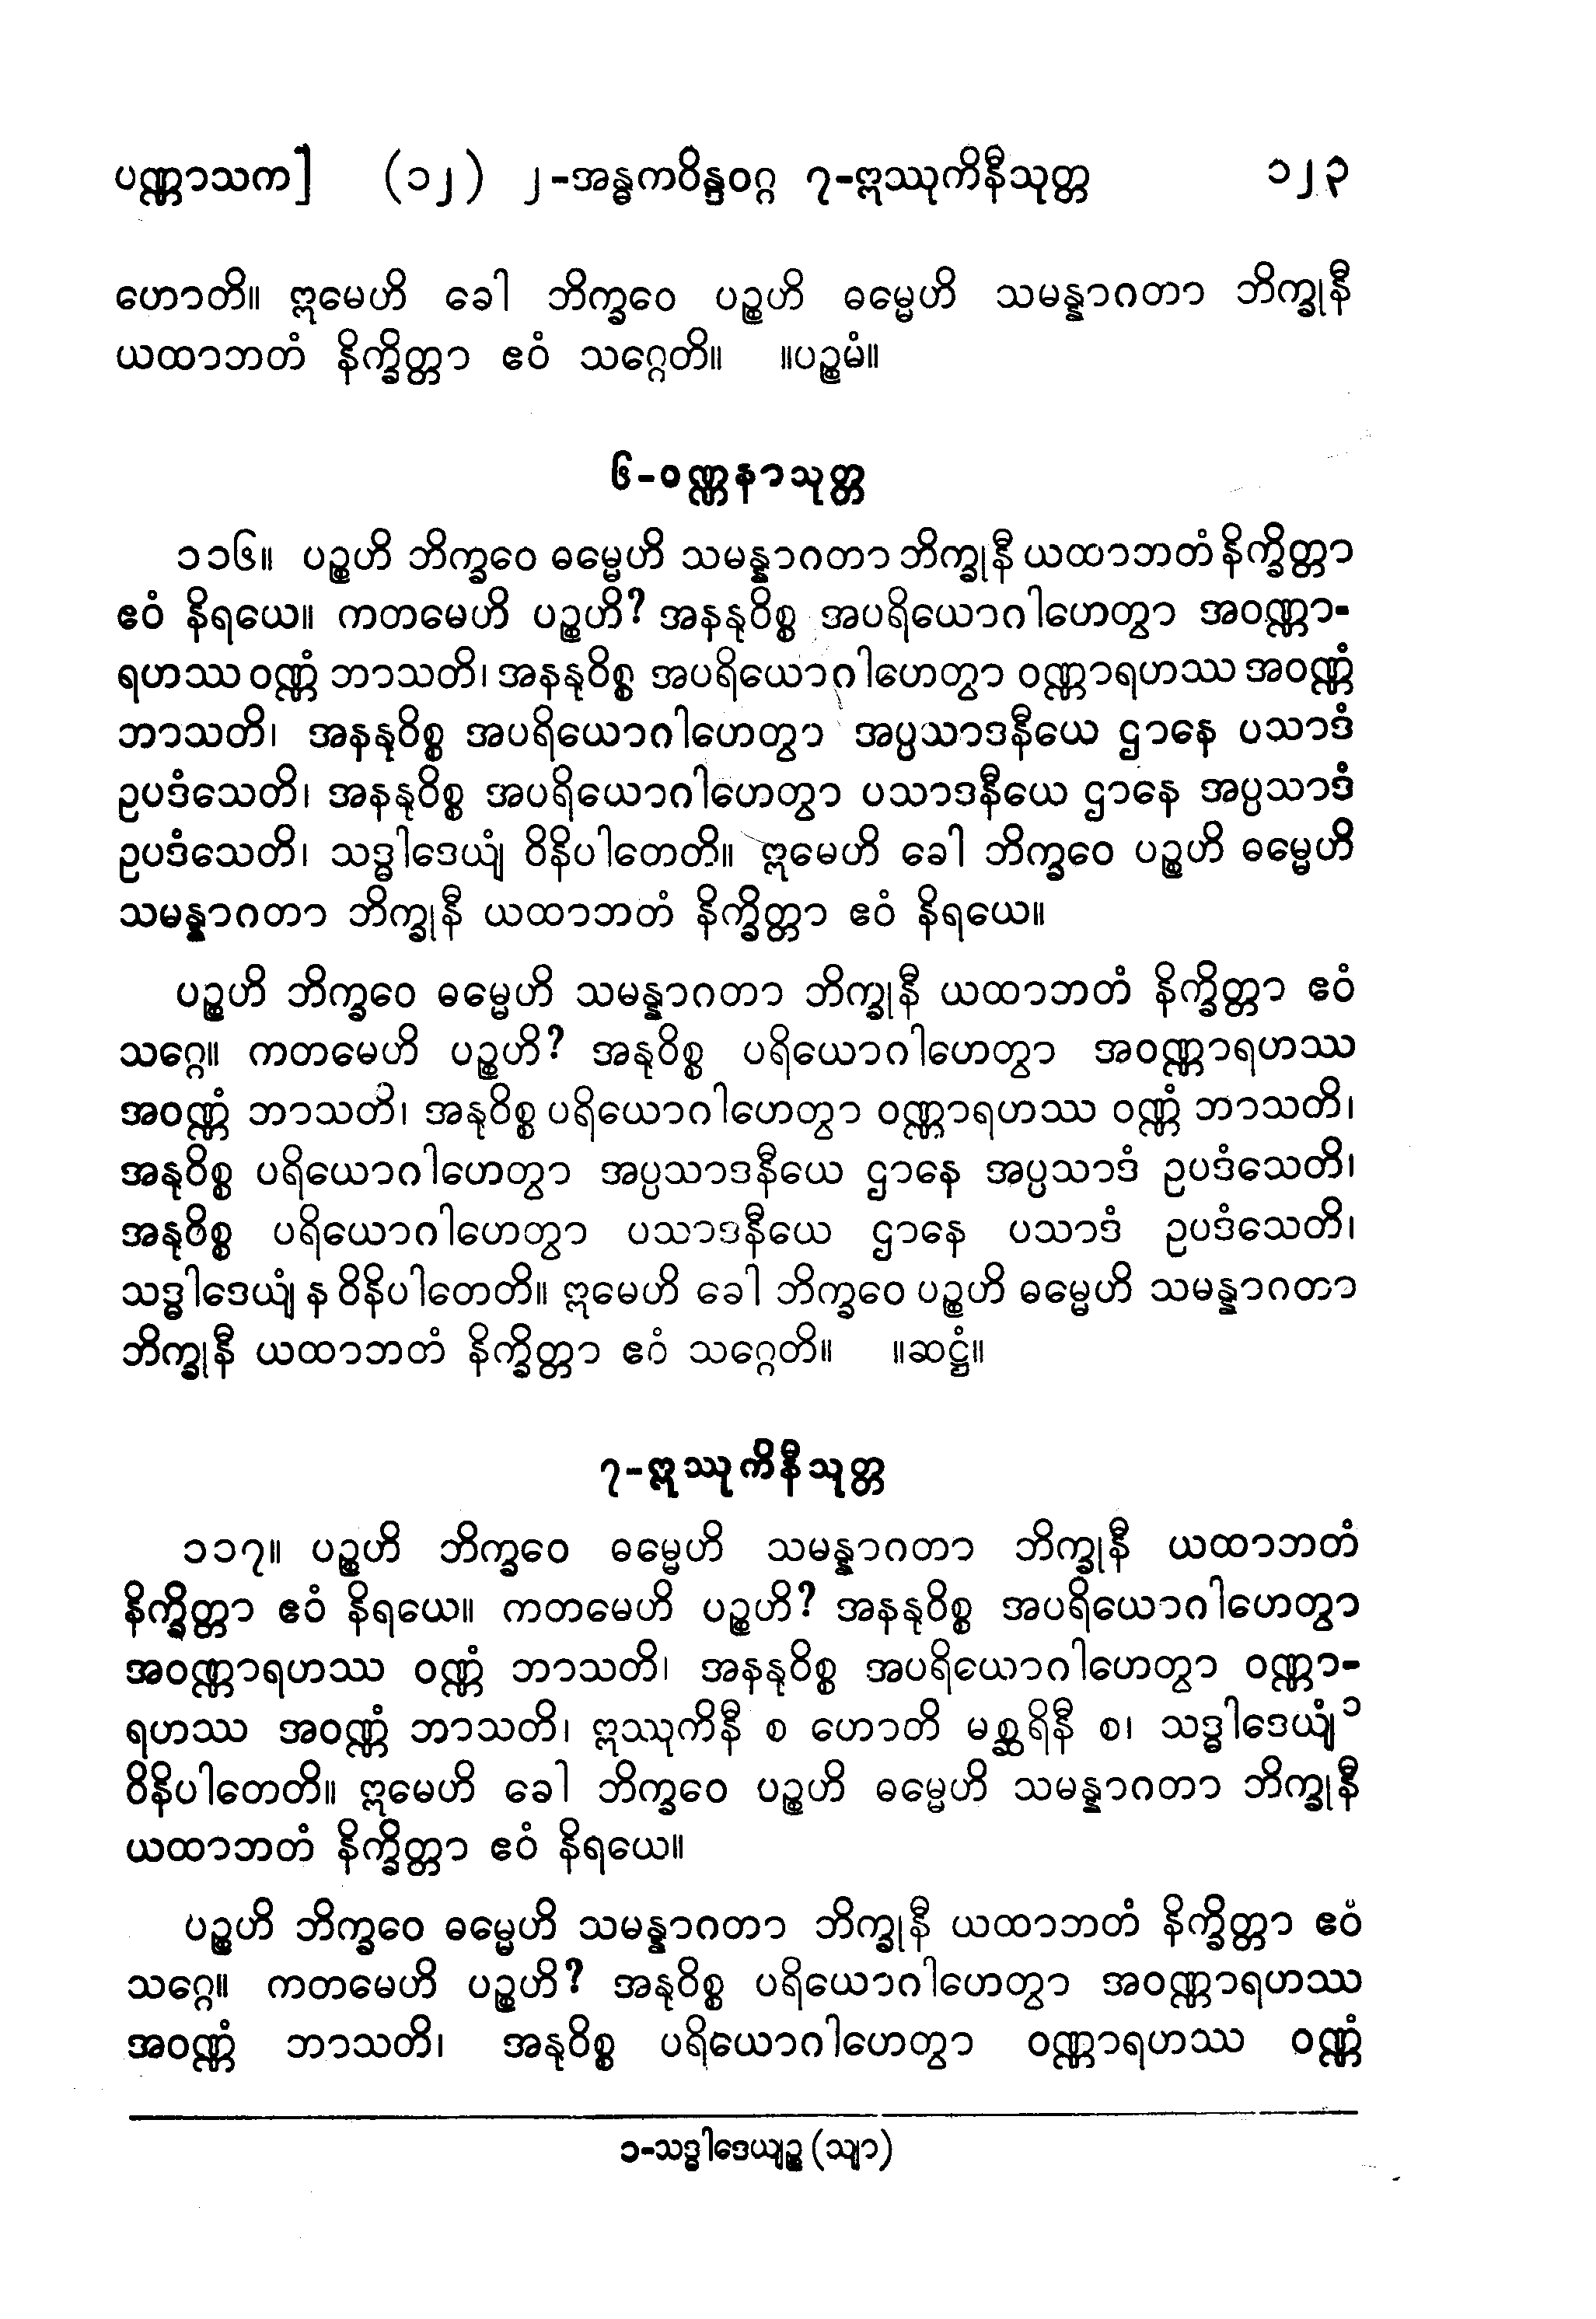 ပဏ္ဏာသက] (၁၂) ၂-အန္ဓကဝိန္ဒဝဂ္ဂ ၇-ဣဿုကိနီသုတ္တ ၁၂၃
ဟောတိ။ ဣမေဟိ ခေါ ဘိက္ခဝေ ပဉ္စဟိ ဓမ္မေဟိ သမန္နာဂတာ ဘိက္ခုနီ
ယထာဘတံ နိက္ခိတ္တာ ဧဝံ သဂ္ဂေတိ။ ။ပဉ္စမံ။
၆-ဝဏ္ဏနာသုတ္တ
၁၁၆။ ပဉ္စဟိ ဘိက္ခဝေ ဓမ္မေဟိ သမန္နာဂတာ ဘိက္ခုနီ ယထာဘတံ နိက္ခိတ္တာ
ဧဝံ နိရယေ။ ကတမေဟိ ပဉ္စဟိ? အနနုဝိစ္စ အပရိယောဂါဟေတွာ အဝဏ္ဏာ-
ရဟဿ ဝဏ္ဏံ ဘာသတိ၊ အနနုဝိစ္စ အပရိယောဂါဟေတွာ ဝဏ္ဏာရဟဿ အဝဏ္ဏံ
ဘာသတိ၊ အနနုဝိစ္စ အပရိယောဂါဟေတွာ အပ္ပသာဒနီယေ ဌာနေ ပသာဒံ
ဥပဒံသေတိ၊ အနနုဝိစ္စ အပရိယောဂါဟေတွာ ပသာဒနီယေ ဌာနေ အပ္ပသာဒံ
ဥပဒံသေတိ၊ သဒ္ဓါဒေယျံ ဝိနိပါတေတိ။ ဣမေဟိ ခေါ ဘိက္ခဝေ ပဉ္စဟိ ဓမ္မေဟိ
သမန္နာဂတာ ဘိက္ခုနီ ယထာဘတံ နိက္ခိတ္တာ ဧဝံ နိရယေ။
ပဉ္စဟိ ဘိက္ခဝေ ဓမ္မေဟိ သမန္နာဂတာ ဘိက္ခုနီ ယထာဘတံ နိက္ခိတ္တာ ဧဝံ
သဂ္ဂေ။ ကတမေဟိ ပဉ္စဟိ? အနုဝိစ္စ ပရိယောဂါဟေတွာ အဝဏ္ဏာရဟဿ
အဝဏ္ဏံ ဘာသတိ၊ အနုဝိစ္စ ပရိယောဂါဟေတွာ ဝဏ္ဏာရဟဿ ဝဏ္ဏံ ဘာသတိ၊
အနုဝိစ္စ ပရိယောဂါဟေတွာ အပ္ပသာဒနီယေ ဌာနေ အပ္ပသာဒံ ဥပဒံသေတိ၊
အနုဝိစ္စ ပရိယောဂါဟေတွာ ပသာဒနီယေ ဌာနေ ပသာဒံ ဥပဒံသေတိ၊
သဒ္ဓါဒေယျံ န ဝိနိပါတေတိ။ ဣမေဟိ ခေါ ဘိက္ခဝေ ပဉ္စဟိ ဓမ္မေဟိ သမန္နာဂတာ
ဘိက္ခုနီ ယထာဘတံ နိက္ခိတ္တာ ဧဝံ သဂ္ဂေတိ။ ။ဆဋ္ဌံ။
၇-ဣဿုကိနီသုတ္တ
၁၁၇။ ပဉ္စဟိ ဘိက္ခဝေ ဓမ္မေဟိ သမန္နာဂတာ ဘိက္ခုနီ ယထာဘတံ
နိက္ခိတ္တာ ဧဝံ နိရယေ။ ကတမေဟိ ပဉ္စဟိ? အနနုဝိစ္စ အပရိယောဂါဟေတွာ
အဝဏ္ဏာရဟဿ ဝဏ္ဏံ ဘာသတိ၊ အနနုဝိစ္စ အပရိယောဂါဟေတွာ ဝဏ္ဏာ-
ရဟဿ အဝဏ္ဏံ ဘာသတိ၊ ဣဿုကိနီ စ ဟောတိ မစ္ဆရိနီ စ၊ သဒ္ဓါဒေယျံ၁
ဝိနိပါတေတိ။ ဣမေဟိ ခေါ ဘိက္ခဝေ ပဉ္စဟိ ဓမ္မေဟိ သမန္နာဂတာ ဘိက္ခုနီ
ယထာဘတံ နိက္ခိတ္တာ ဧဝံ နိရယေ။
ပဉ္စဟိ ဘိက္ခဝေ ဓမ္မေဟိ သမန္နာဂတာ ဘိက္ခုနီ ယထာဘတံ နိက္ခိတ္တာ ဧဝံ
သဂ္ဂေ။ ကတမေဟိ ပဉ္စဟိ? အနုဝိစ္စ ပရိယောဂါဟေတွာ အဝဏ္ဏာရဟဿ
အဝဏ္ဏံ ဘာသတိ၊ အနုဝိစ္စ ပရိယောဂါဟေတွာ ဝဏ္ဏာရဟဿ ဝဏ္ဏံ
၁-သဒ္ဓါဒေယျဉ္စ (သျာ)